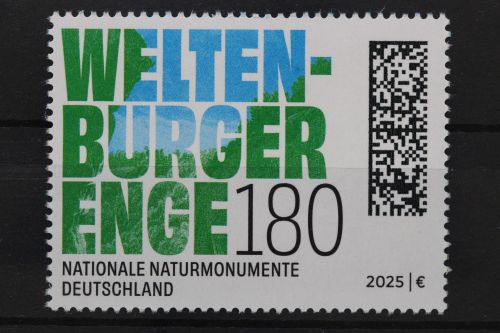 WELTEN-
BURGER
ENGE 180
NATIONALE NATURMONUMENTE
DEUTSCHLAND
2025 | €